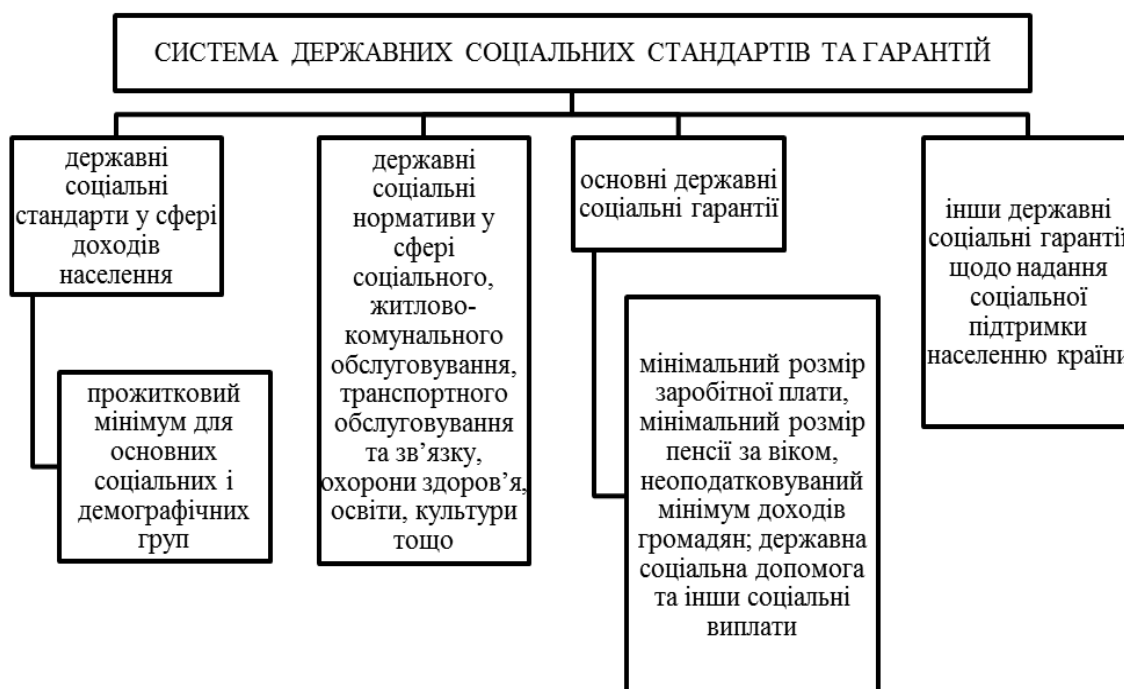 СИСТЕМА ДЕРЖАВНИХ СОЦІАЛЬНИХ СТАНДАРТІВ ТА ГАРАНТІЙ
державні
соціальні
стандарти у сфері
доходів
населення
прожитковий
мінімум для
основних
соціальних і
демографічних
груп
державні
соціальні
нормативи у
сфері
соціального,
житлово-
комунального
обслуговування,
транспортного
обслуговування
та зв’язку,
охорони здоров’я,
освіти, культури
тощо
основні державні
соціальні гарантії
мінімальний розмір
заробітної плати,
мінімальний розмір
пенсії за віком,
неоподатковуваний
мінімум доходів
громадян; державна
соціальна допомога
та інши соціальні
виплати
інши державні
соціальні гарантії
щодо надання
соціальної
підтримки
населенню країни